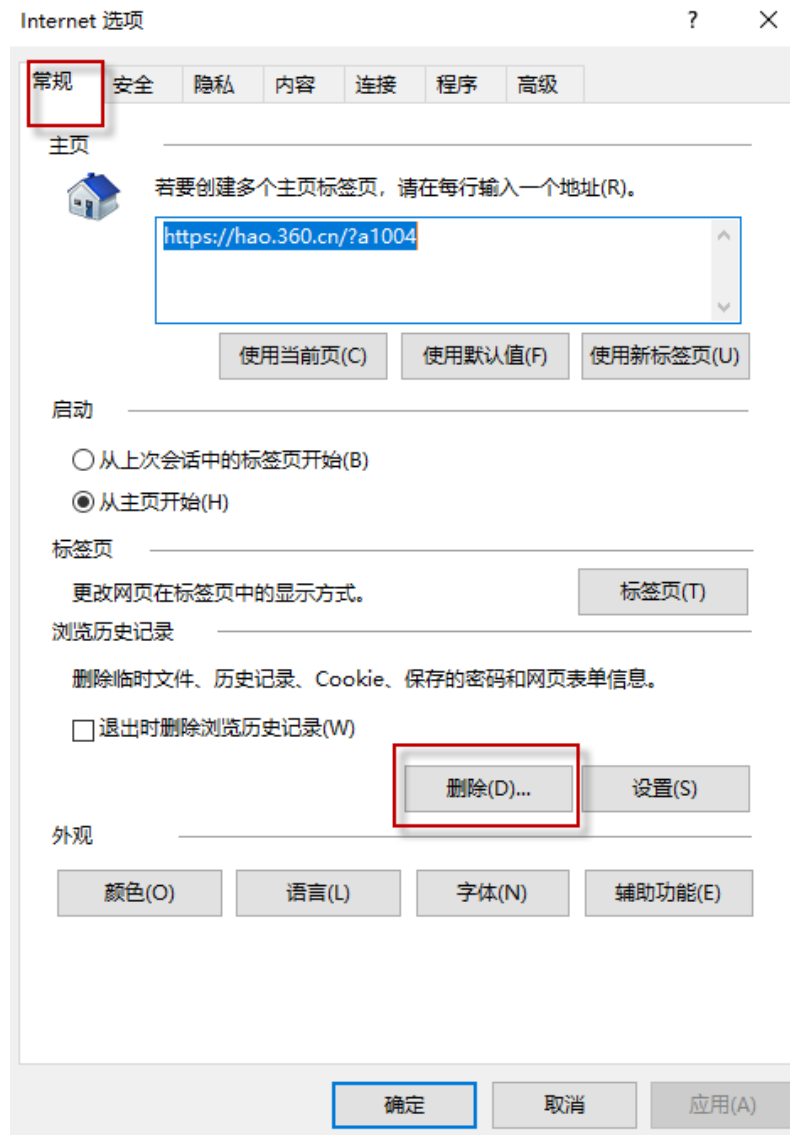 Internet 选项
常规 安全 隐私 内容 连接 程序 高级
主页
若要创建多个主页标签页，请在每行输入一个地址(R)。
https://hao.360.cn/?a1004
使用当前页(C) 使用默认值(F) 使用新标签页(U)
启动
从上次会话中的标签页开始(B)
从主页开始(H)
标签页
更改网页在标签页中的显示方式。 标签页(T)
浏览历史记录
删除临时文件、历史记录、Cookie、保存的密码和网页表单信息。
退出时删除浏览历史记录(W)
删除(D)... 设置(S)
外观
颜色(O) 语言(L) 字体(N) 辅助功能(E)
确定 取消 应用(A)